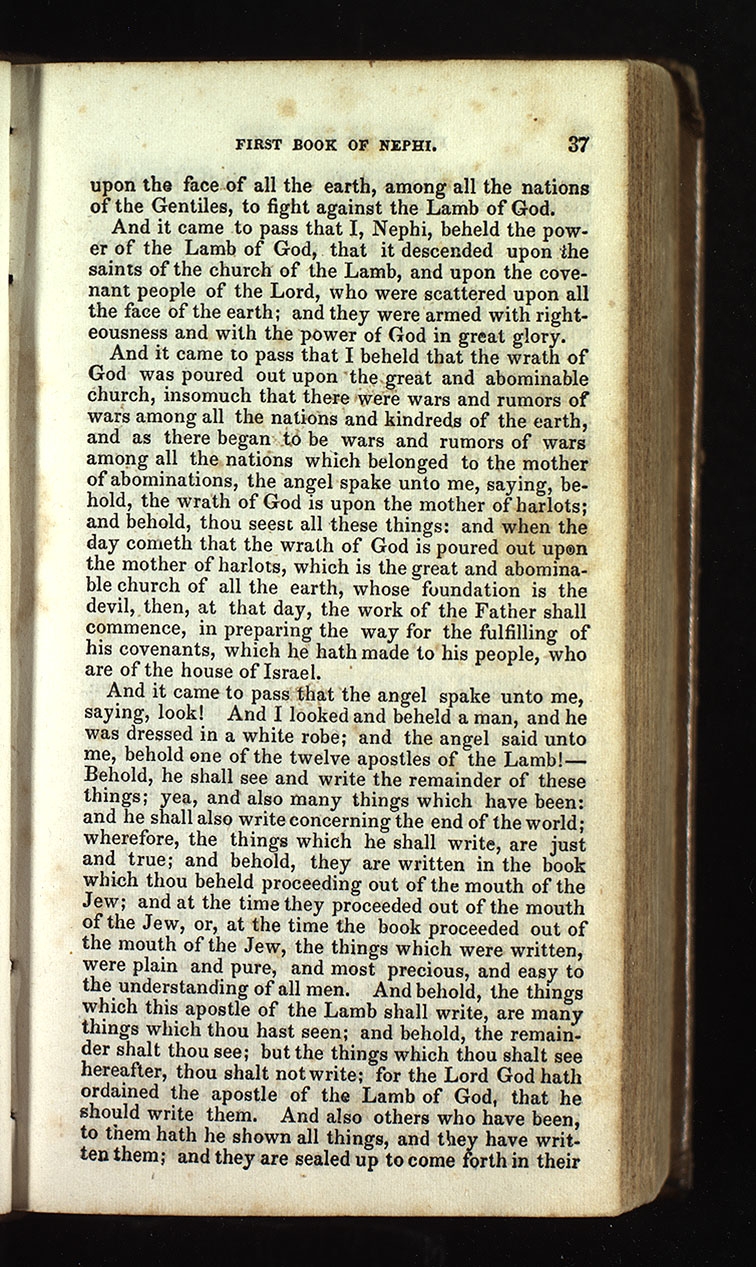 FIRST BOOK OF NEPHI. 37
upon the face of all the earth, among all the nations
of the Gentiles, to fight against the Lamb of God.
And it came to pass that I, Nephi, beheld the pow-
er of the Lamb of God, that it descended upon the
saints of the church of the Lamb, and upon the cove-
nant people of the Lord, who were scattered upon all
the face of the earth; and they were armed with right-
eousness and with the power of God in great glory.
And it came to pass that I beheld that the wrath of
God was poured out upon the great and abominable
church, insomuch that there were wars and rumors of
wars among all the nations and kindreds of the earth,
and as there began to be wars and rumors of wars
among all the nations which belonged to the mother
of abominations, the angel spake unto me, saying, be-
hold, the wrath of God is upon the mother of harlots;
and behold, thou seest all these things: and when the
day cometh that the wrath of God is poured out upon
the mother of harlots, which is the great and abomina-
ble church of all the earth, whose foundation is the
devil, then, at that day, the work of the Father shall
commence, in preparing the way for the fulfilling of
his covenants, which he hath made to his people, who
are of the house of Israel.
And it came to pass that the angel spake unto me,
saying, look! And I looked and beheld a man, and he
was dressed in a white robe; and the angel said unto
me, behold one of the twelve apostles of the Lamb!—
Behold, he shall see and write the remainder of these
things; yea, and also many things which have been:
and he shall also write concerning the end of the world;
wherefore, the things which he shall write, are just
and true; and behold, they are written in the book
which thou beheld proceeding out of the mouth of the
Jew; and at the time they proceeded out of the mouth
of the Jew, or, at the time the book proceeded out of
the mouth of the Jew, the things which were written,
were plain and pure, and most precious, and easy to
the understanding of all men. And behold, the things
which this apostle of the Lamb shall write, are many
things which thou hast seen; and behold, the remain-
der shalt thou see; but the things which thou shalt see
hereafter, thou shalt not write; for the Lord God hath
ordained the apostle of the Lamb of God, that he
should write them. And also others who have been,
to them hath he shown all things, and they have writ-
ten them; and they are sealed up to come forth in their